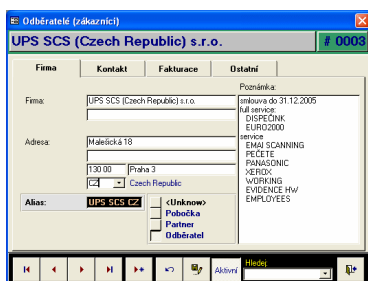 Odběratelé (zákazníci)
UPS SCS (Czech Republic) s.r.o.
# 0003
Firma
Kontakt
Fakturace
Ostatní
Firma:
UPS SCS (Czech Republic) s.r.o.
Adresa:
Malešická 18
130 00
Praha 3
CZ
Czech Republic
Alias:
UPS SCS CZ
<Unknow>
Pobočka
Partner
Odběratel
Poznámka:
smlouva do 31.12.2005
full service:
DISPEČINK
EURO2000
service
EMAI SCANNING
PEČETE
PANASONIC
XEROX
WORKING
EVIDENCE HW
EMPLOYEES
Aktivní
Hledej: